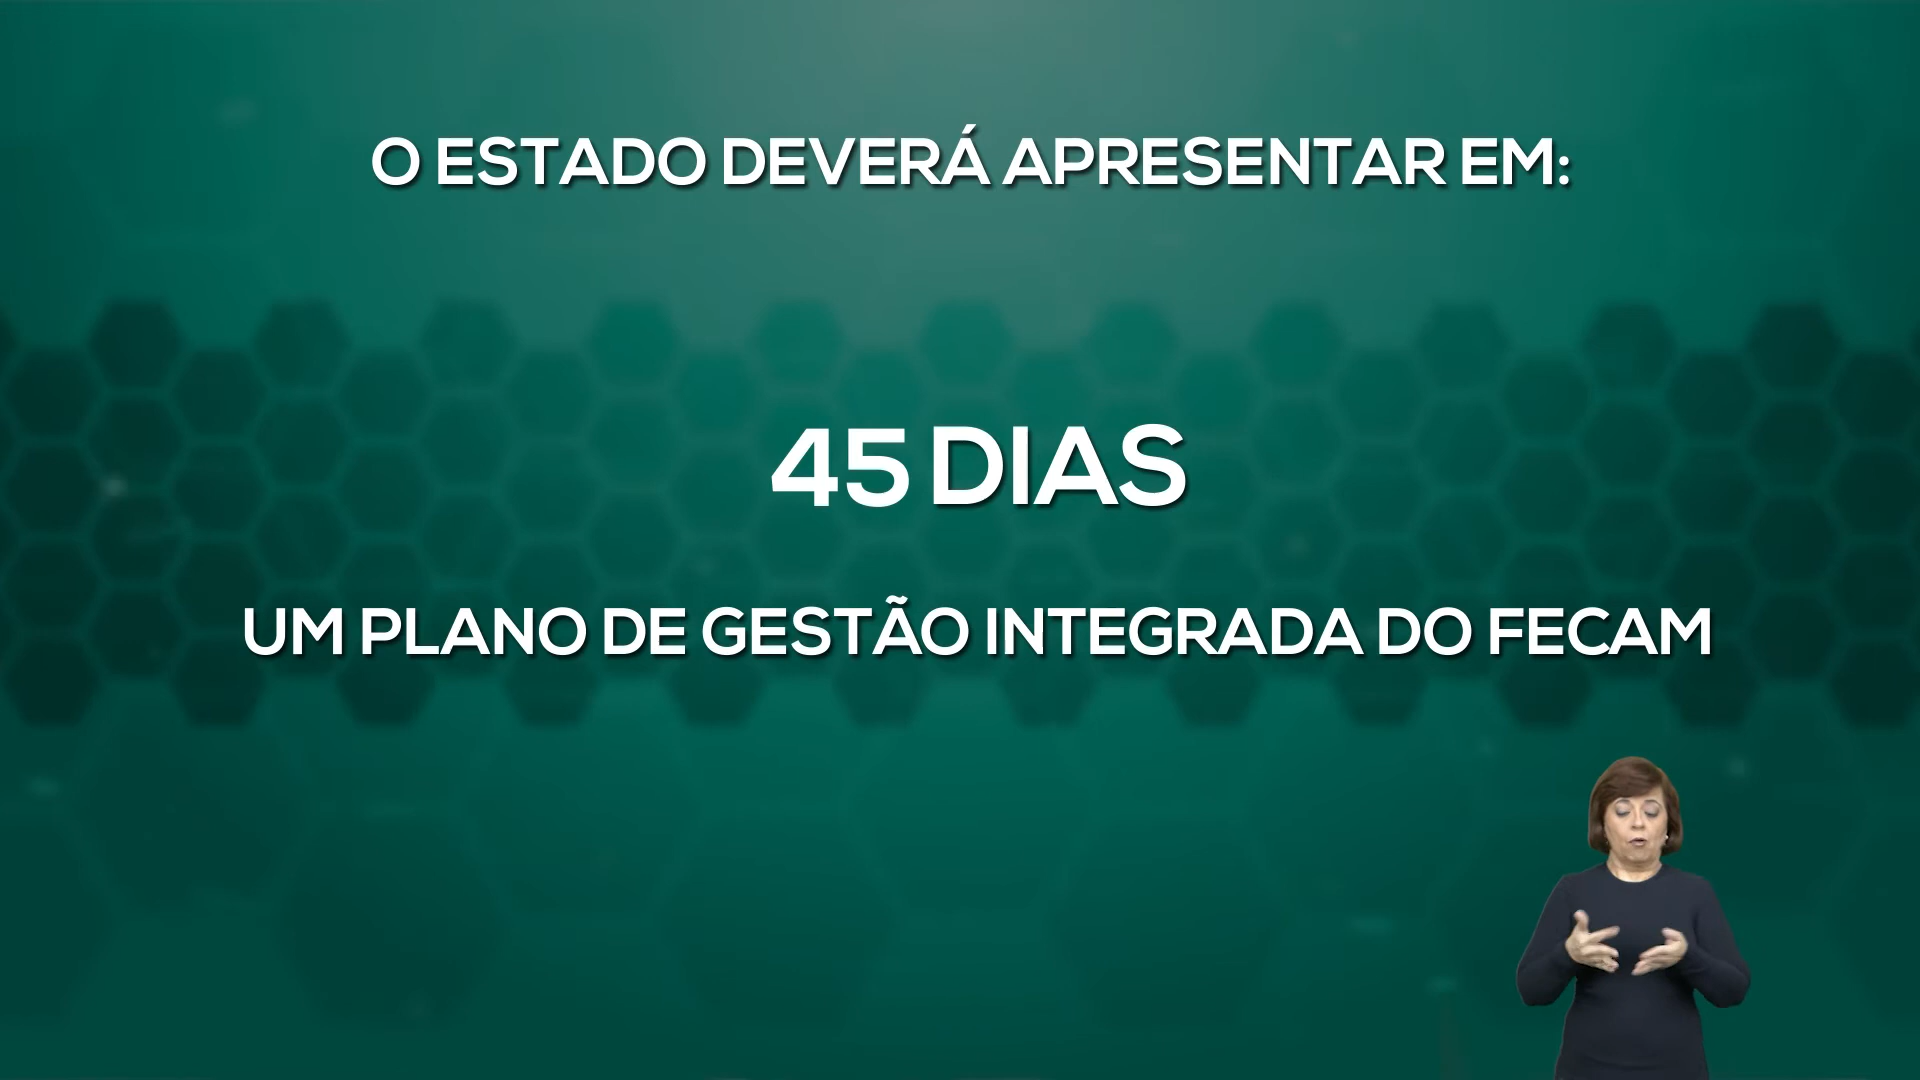 O ESTADO DEVERÁ APRESENTAR EM:
45 DIAS
UM PLANO DE GESTÃO INTEGRADA DO FECAM